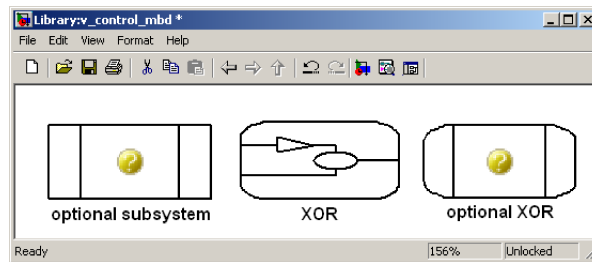 Library:v_control_mbd *
File Edit View Format Help
optional subsystem XOR optional XOR
Ready 156% Unlocked